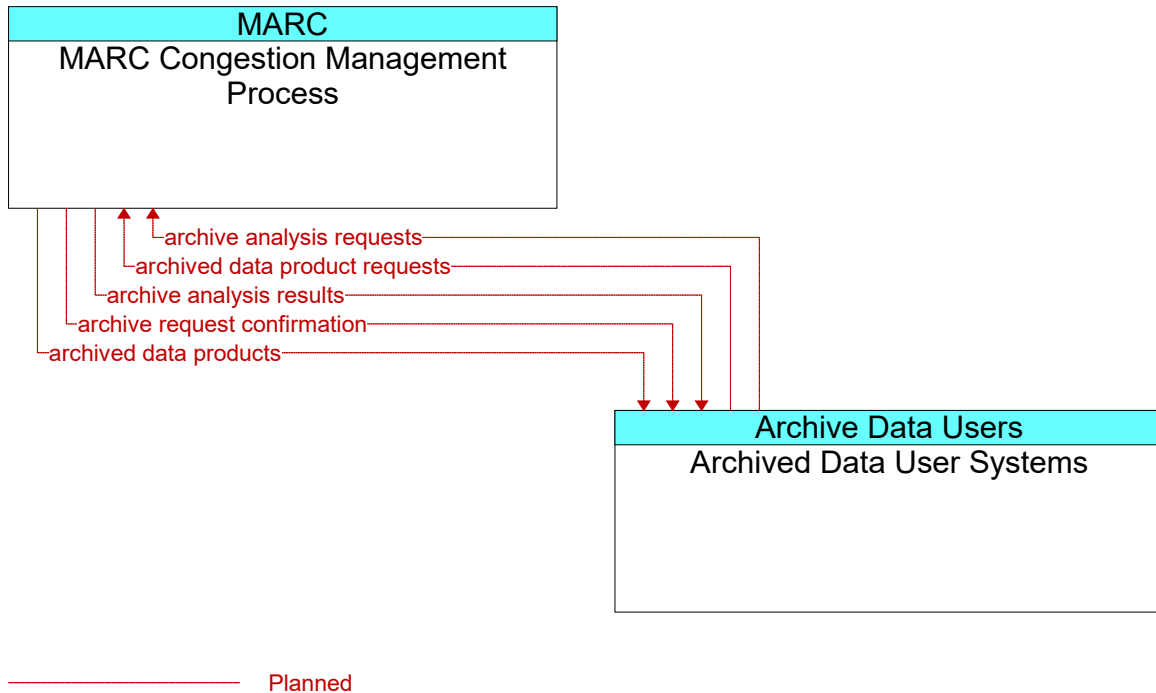 MARC
MARC Congestion Management
Process
archive analysis requests
archived data product requests
archive analysis results
archive request confirmation
archived data products
Archive Data Users
Archived Data User Systems
Planned